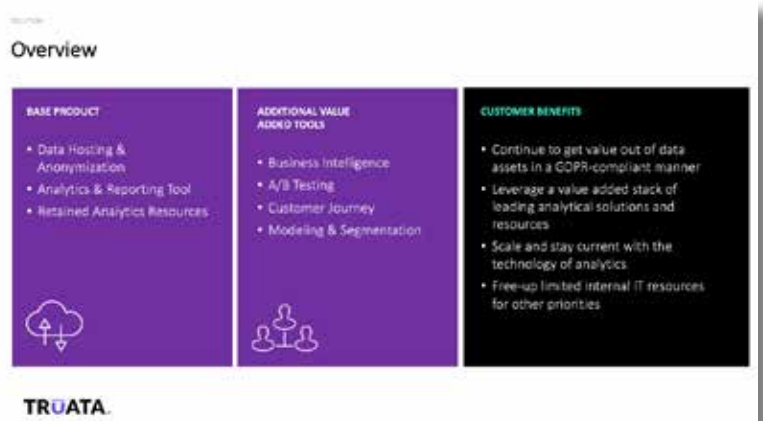 Overview
BASE PRODUCT
• Data Hosting &
Anonymization
• Analytics & Reporting Tool
• Retained Analytics Resources
ADDITIONAL VALUE
ADDED TOOLS
• Business Intelligence
• A/B Testing
• Customer Journey
• Modeling & Segmentation
CUSTOMER BENEFITS
• Continue to get value out of data
assets in a GDPR-compliant manner
• Leverage a value added stack of
leading analytical solutions and
resources
• Scale and stay current with the
technology of analytics
• Free-up limited internal IT resources
for other priorities
TRUATA.